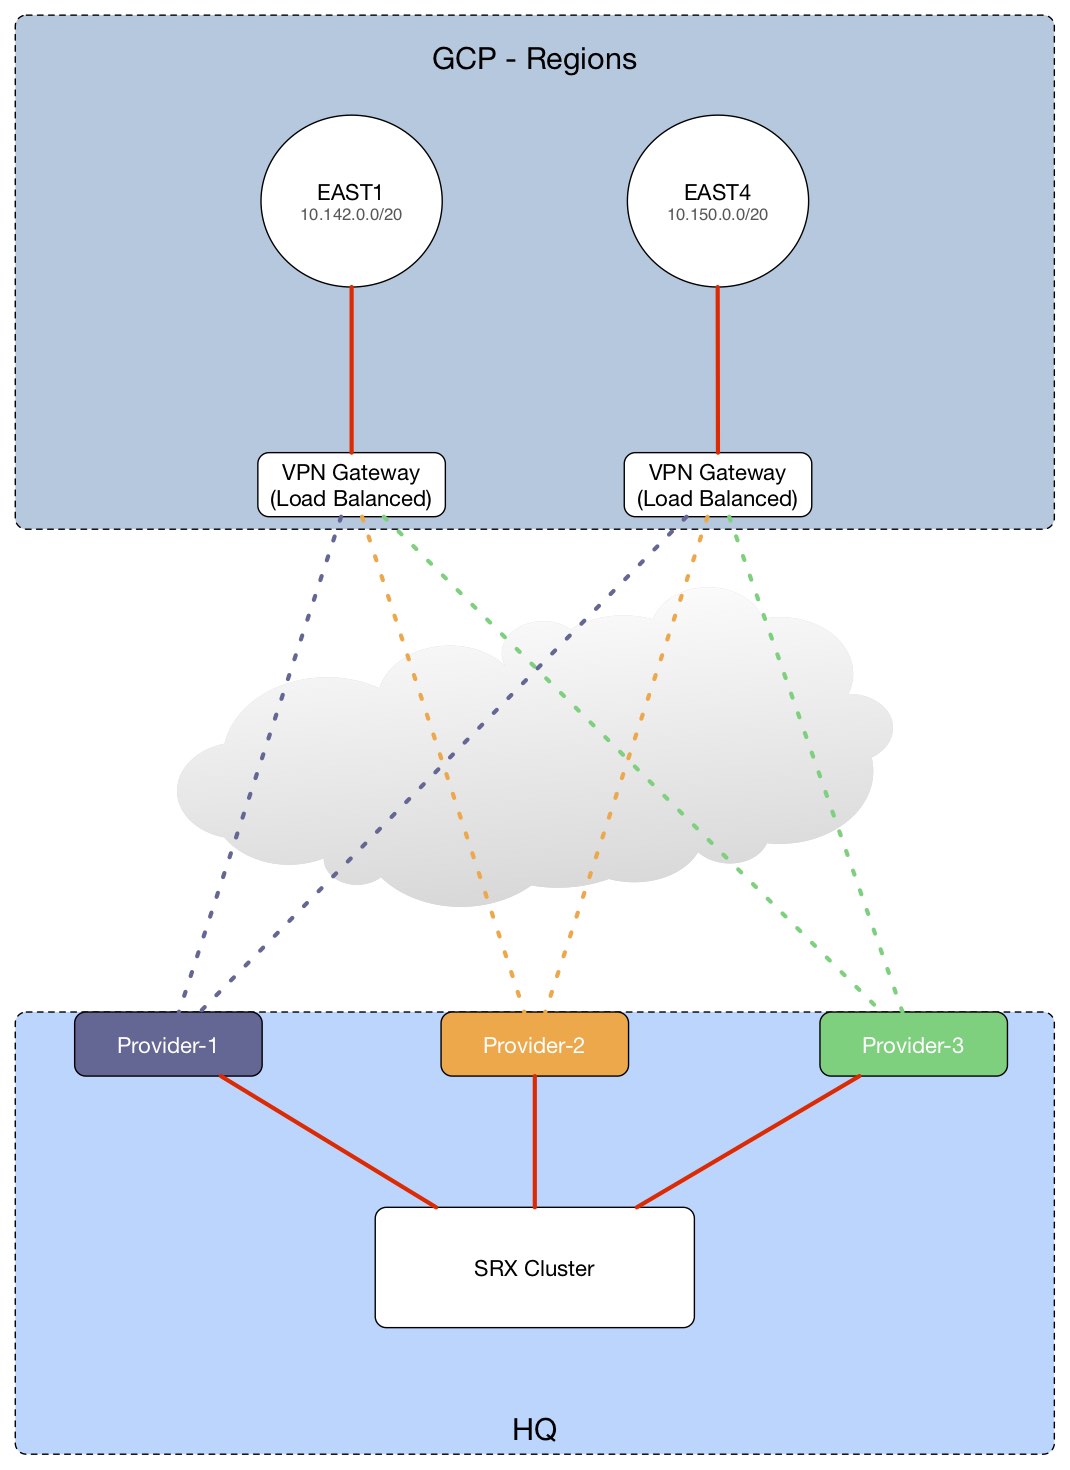 GCP - Regions
EAST1
10.142.0.0/20
EAST4
10.150.0.0/20
VPN Gateway
(Load Balanced)
VPN Gateway
(Load Balanced)
Provider-1
Provider-2
Provider-3
SRX Cluster
HQ